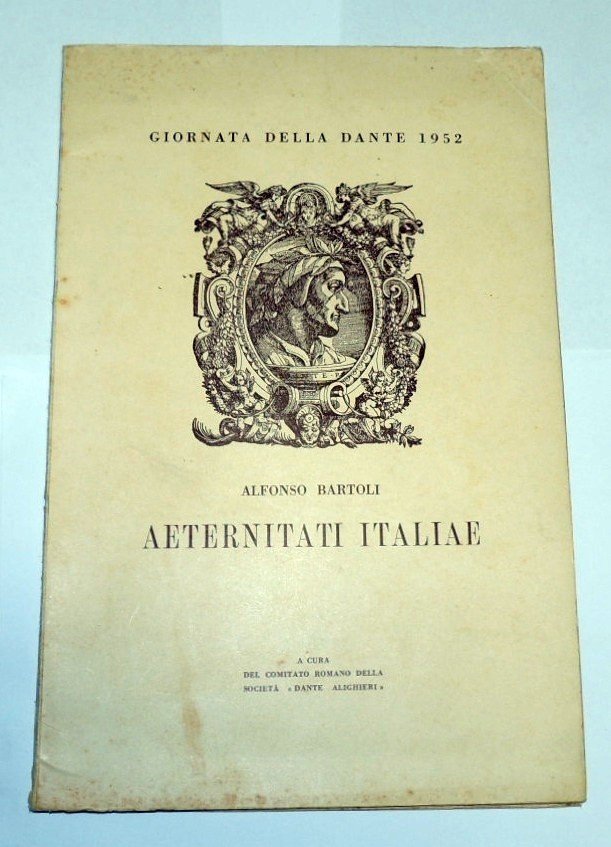 GIORNATA DELLA DANTE 1952
ALFONSO BARTOLI
AETERNITATI ITALIAE
A CURA
DEL COMITATO ROMANO DELLA
SOCIETÀ «DANTE ALIGHIERI»